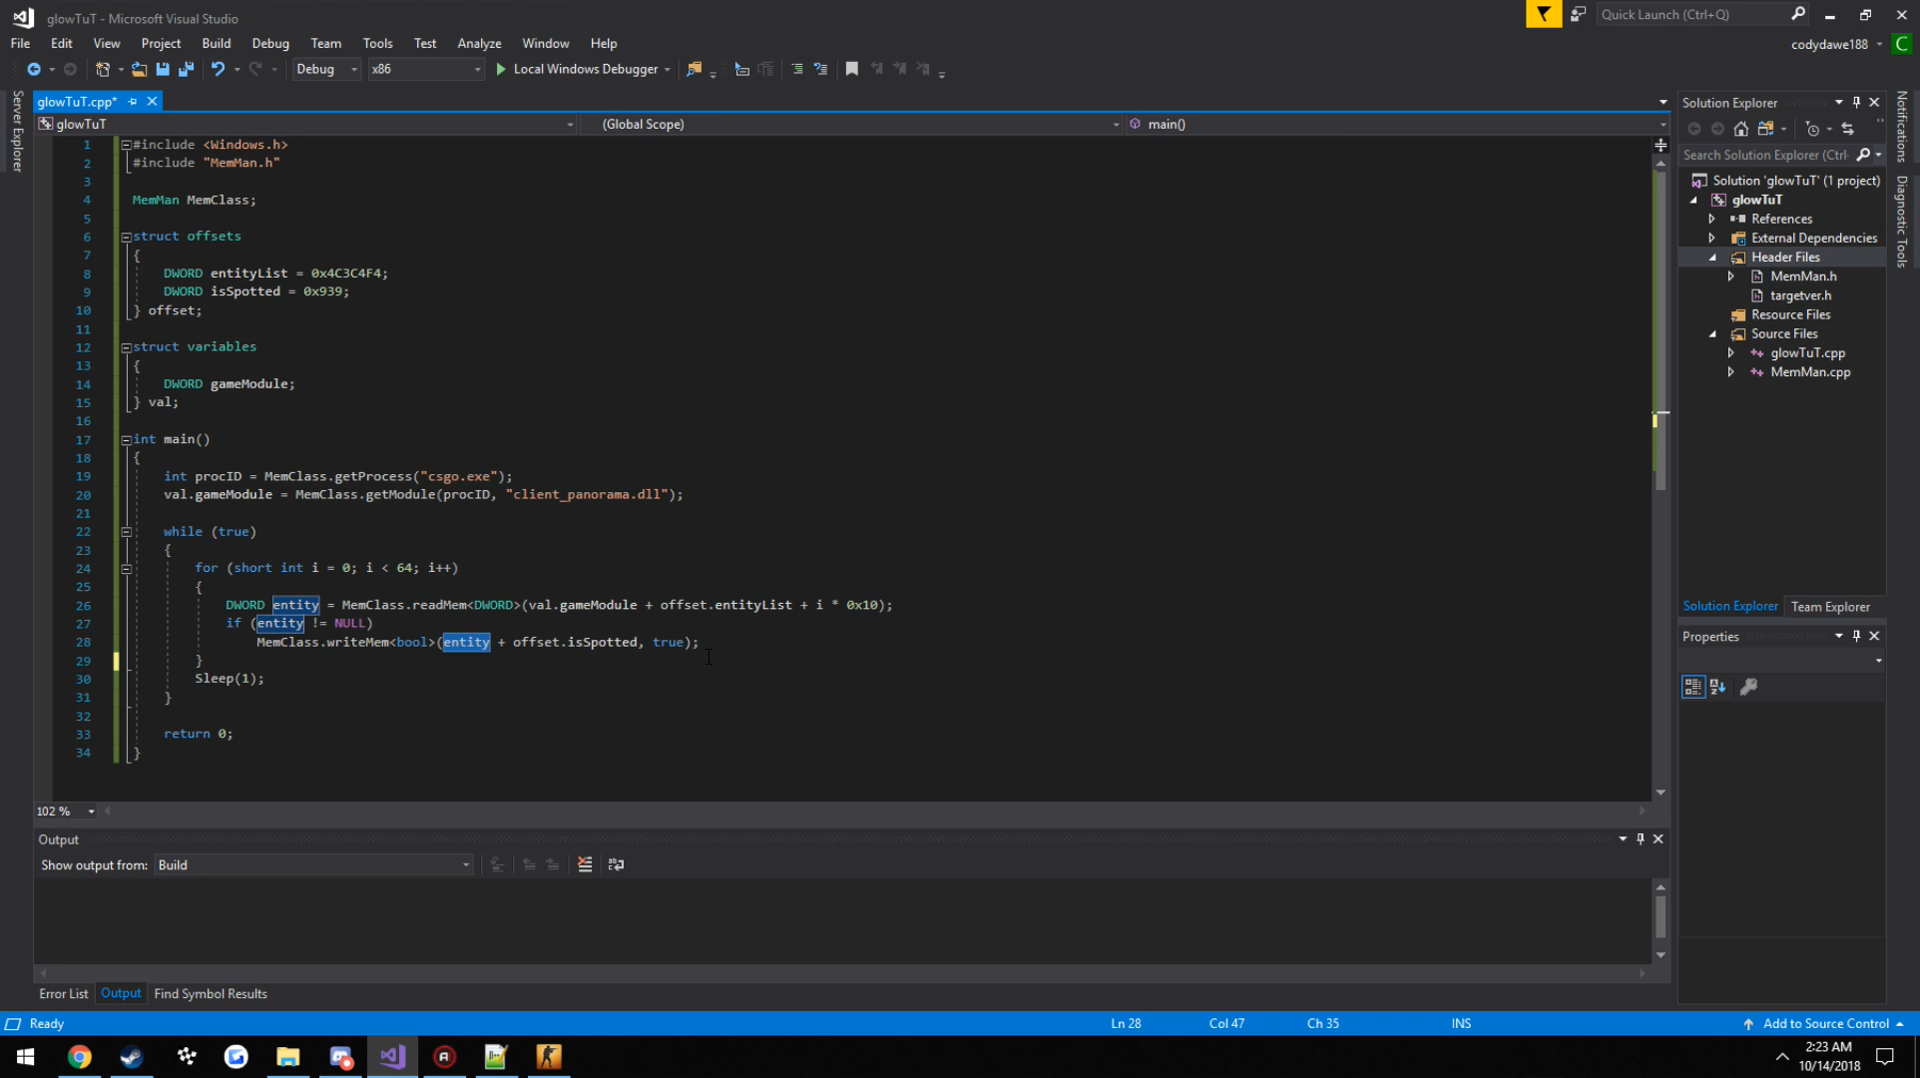 glowTuT - Microsoft Visual Studio
Quick Launch (Ctrl+Q)
File Edit View Project Build Debug Team Tools Test Analyze Window Help
codydawe188 C
Debug x86 Local Windows Debugger
Server Explorer
glowTuT.cpp*
glowTuT (Global Scope) main()
1 #include <Windows.h>
2 #include "MemMan.h"
3
4 MemMan MemClass;
5
6 struct offsets
7 {
8 DWORD entityList = 0x4C3C4F4;
9 DWORD isSpotted = 0x939;
10 } offset;
11
12 struct variables
13 {
14 DWORD gameModule;
15 } val;
16
17 int main()
18 {
19 int procID = MemClass.getProcess("csgo.exe");
20 val.gameModule = MemClass.getModule(procID, "client_panorama.dll");
21
22 while (true)
23 {
24 for (short int i = 0; i < 64; i++)
25 {
26 DWORD entity = MemClass.readMem<DWORD>(val.gameModule + offset.entityList + i * 0x10);
27 if (entity != NULL)
28 MemClass.writeMem<bool>(entity + offset.isSpotted, true);
29 }
30 Sleep(1);
31 }
32
33 return 0;
34 }
102 %
Output
Show output from: Build
Error List Output Find Symbol Results
Solution Explorer
Search Solution Explorer (Ctrl-
Solution 'glowTuT' (1 project)
glowTuT
References
External Dependencies
Header Files
MemMan.h
targetver.h
Resource Files
Source Files
glowTuT.cpp
MemMan.cpp
Solution Explorer Team Explorer
Properties
Notifications
Diagnostic Tools
Ready Ln 28 Col 47 Ch 35 INS Add to Source Control
2:23 AM
10/14/2018